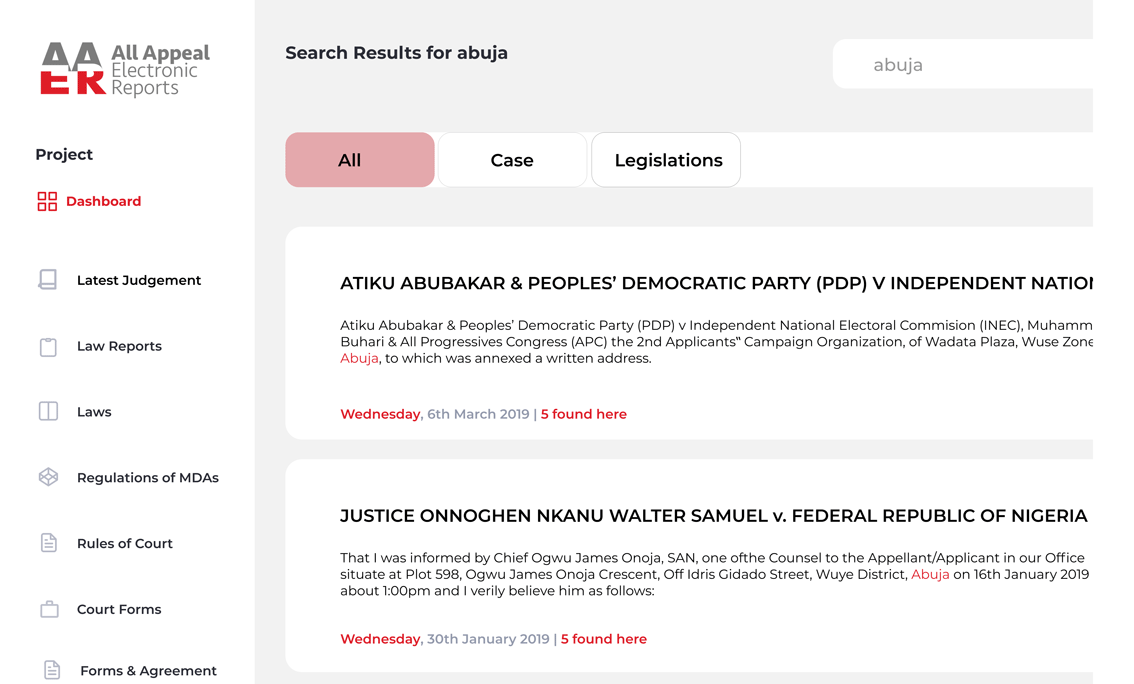 AA
ER
All Appeal
Electronic
Reports
Project
Dashboard
Latest Judgement
Law Reports
Laws
Regulations of MDAs
Rules of Court
Court Forms
Forms & Agreement
Search Results for abuja
abuja
All
Case
Legislations
ATIKU ABUBAKAR & PEOPLES’ DEMOCRATIC PARTY (PDP) V INDEPENDENT
Atiku Abubakar & Peoples’ Democratic Party (PDP) v Independent National Electoral Commision (INEC),
Buhari & All Progressives Congress (APC) the 2nd Applicants‟ Campaign Organization, of Wadata Plaza, Wuse Zone
Abuja, to which was annexed a written address.
Wednesday, 6th March 2019 | 5 found here
JUSTICE ONNOGHEN NKANU WALTER SAMUEL v. FEDERAL REPUBLIC OF NIGERIA
That I was informed by Chief Ogwu James Onoja, SAN, one ofthe Counsel to the Appellant/Applicant in our Office
situate at Plot 598, Ogwu James Onoja Crescent, Off Idris Gidado Street, Wuye District, Abuja on 16th January 2019
about 1:00pm and I verily believe him as follows:
Wednesday, 30th January 2019 | 5 found here